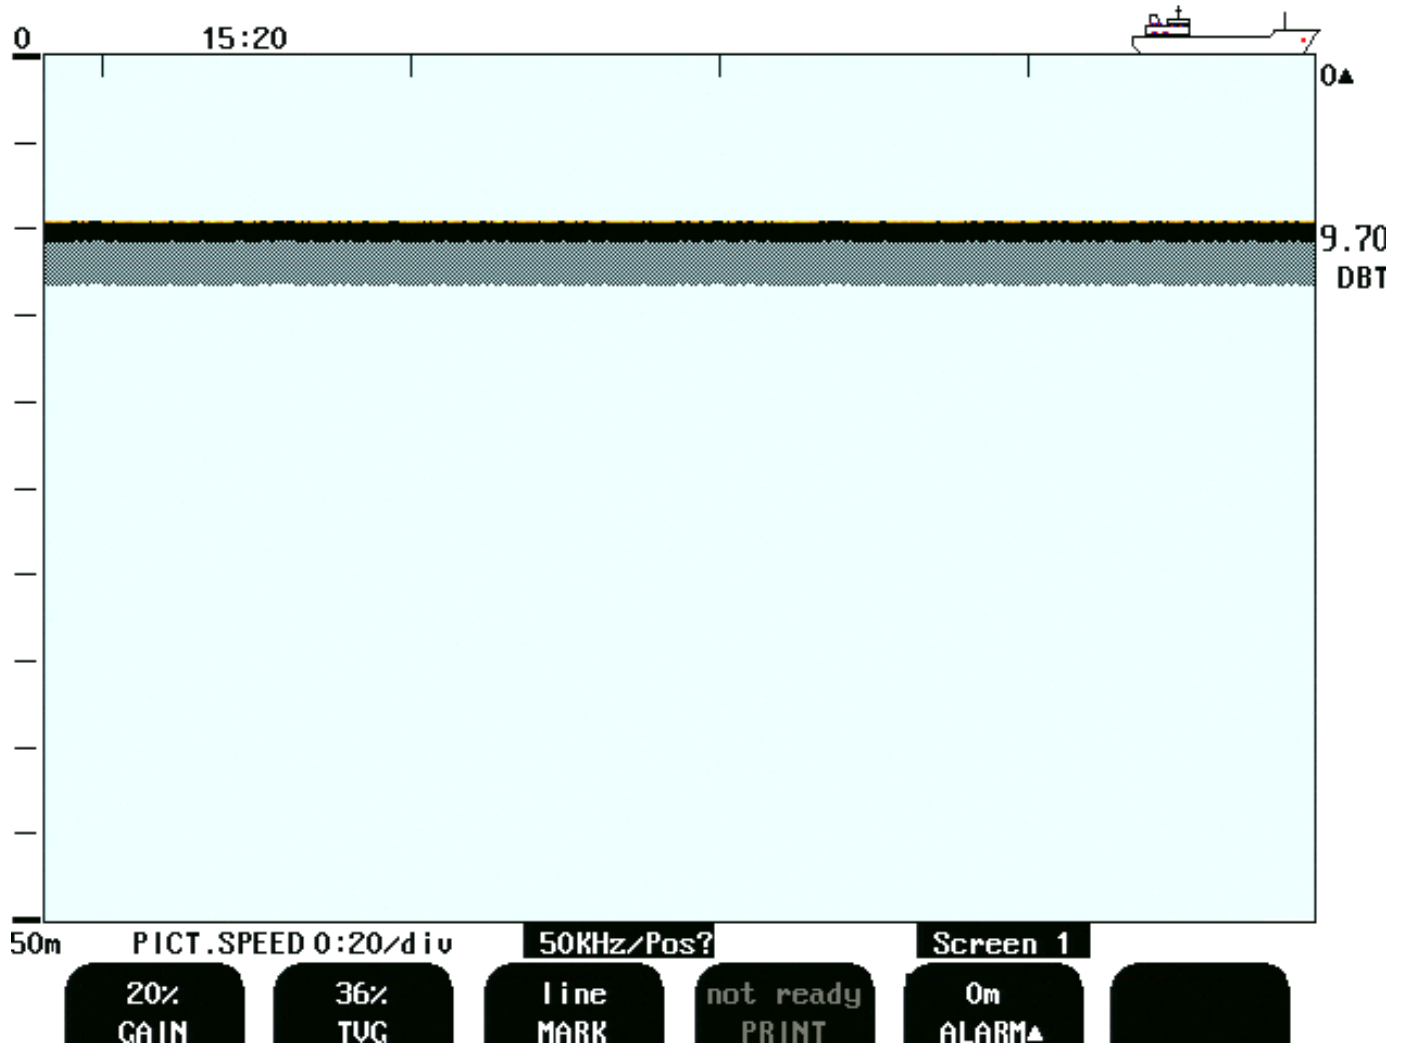 0 15:20
0▲
9.70
DBT
50m PICT.SPEED 0:20/div 50KHz/Pos? Screen 1
20% 36% line not ready 0m
GAIN TVG MARK PRINT ALARM▲